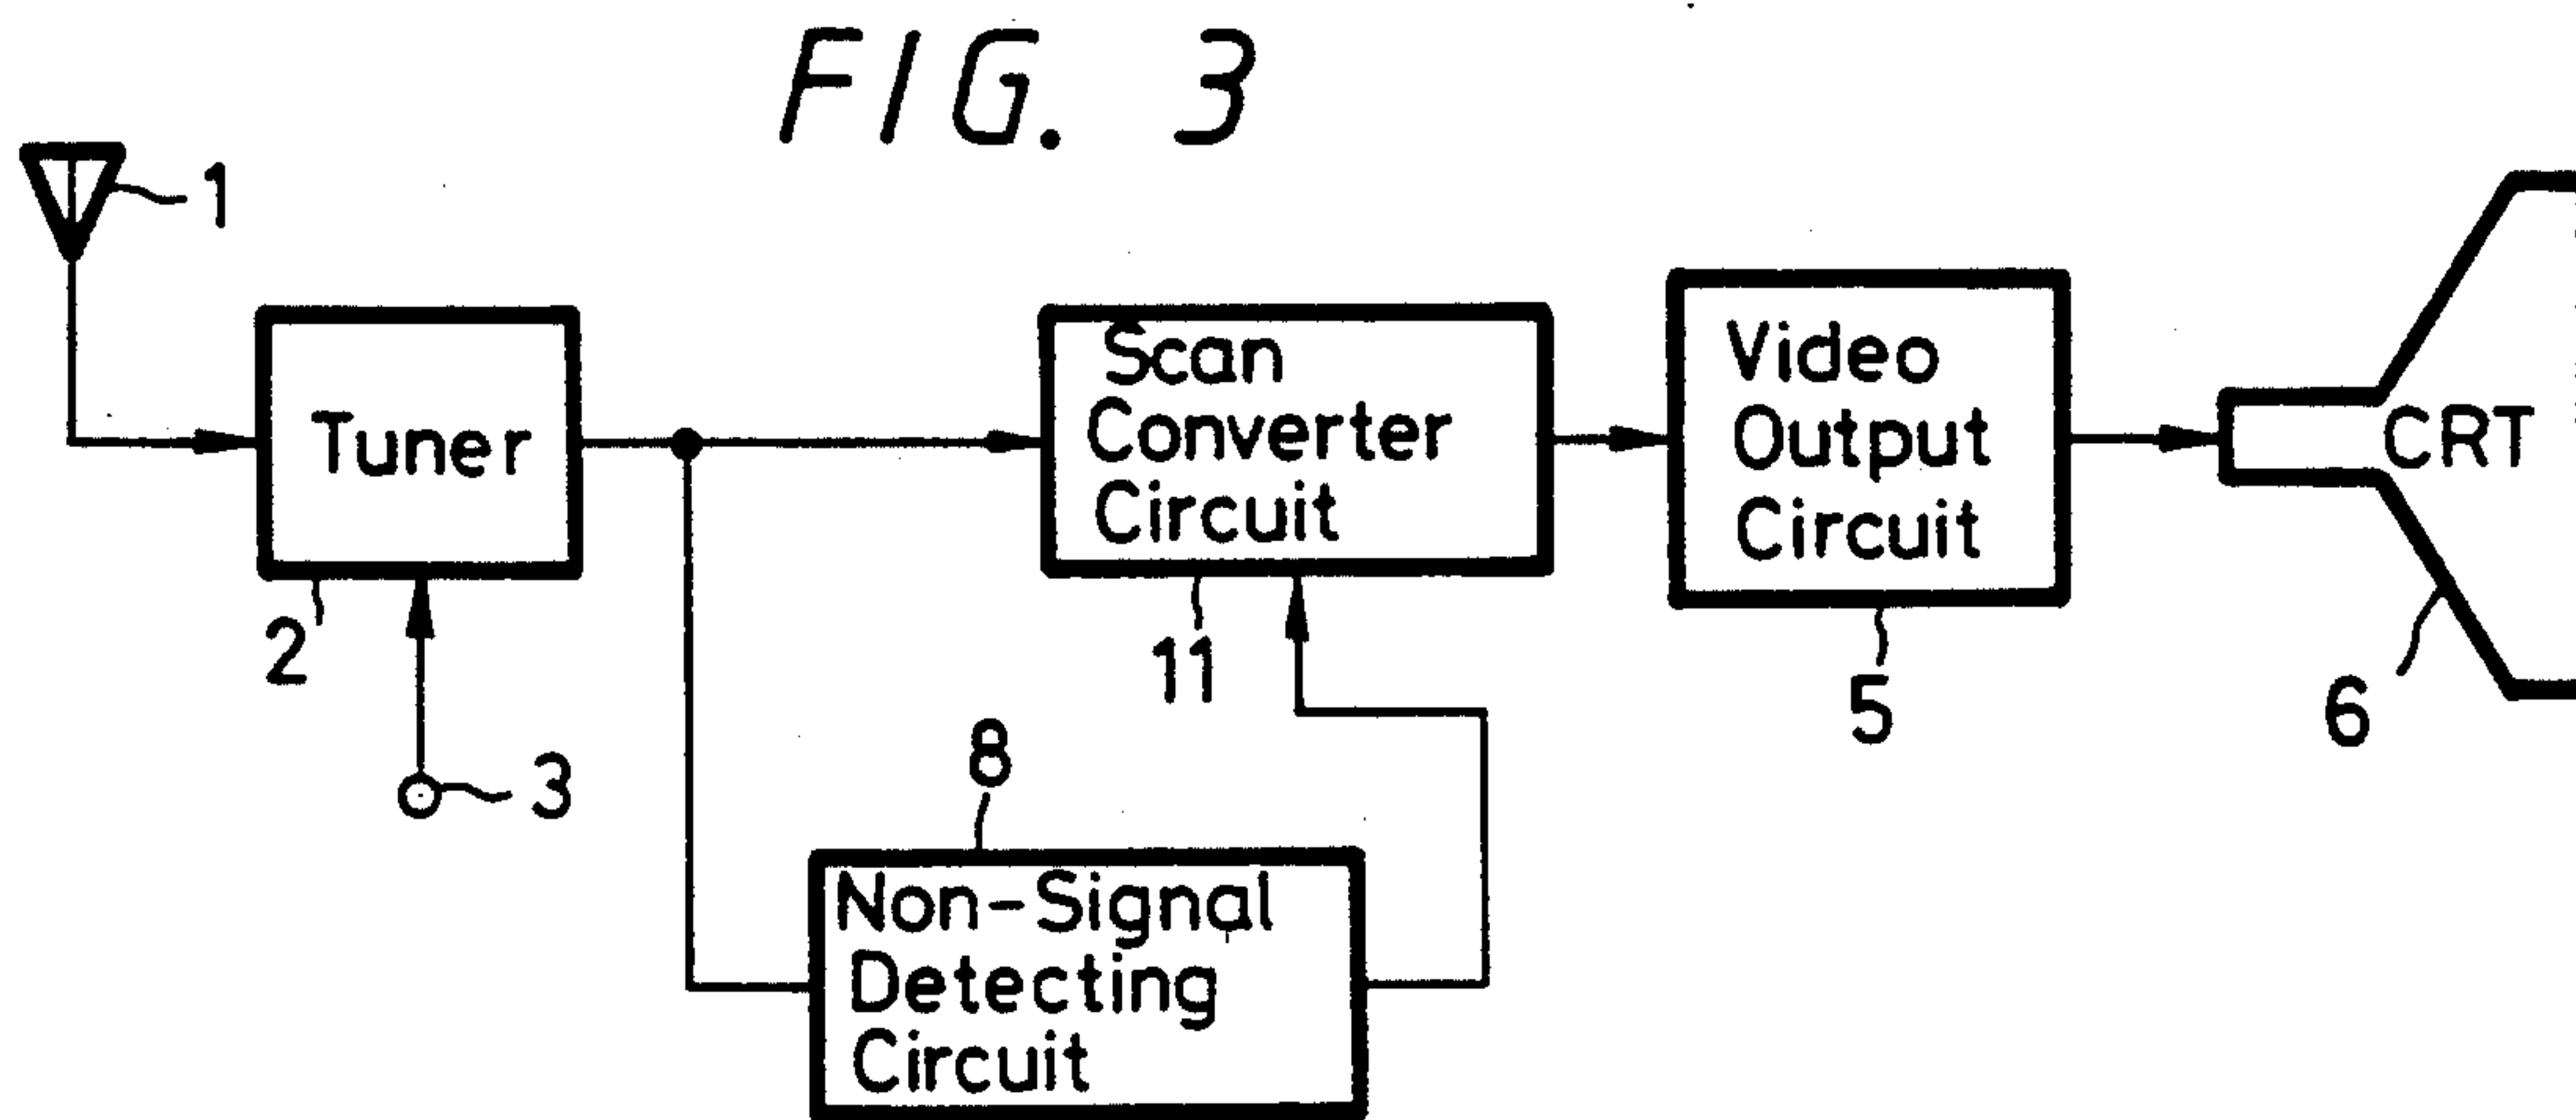 FIG. 3
1
Tuner
2
3
Scan
Converter
Circuit
11
Video
Output
Circuit
5
CRT
6
8
Non-Signal
Detecting
Circuit